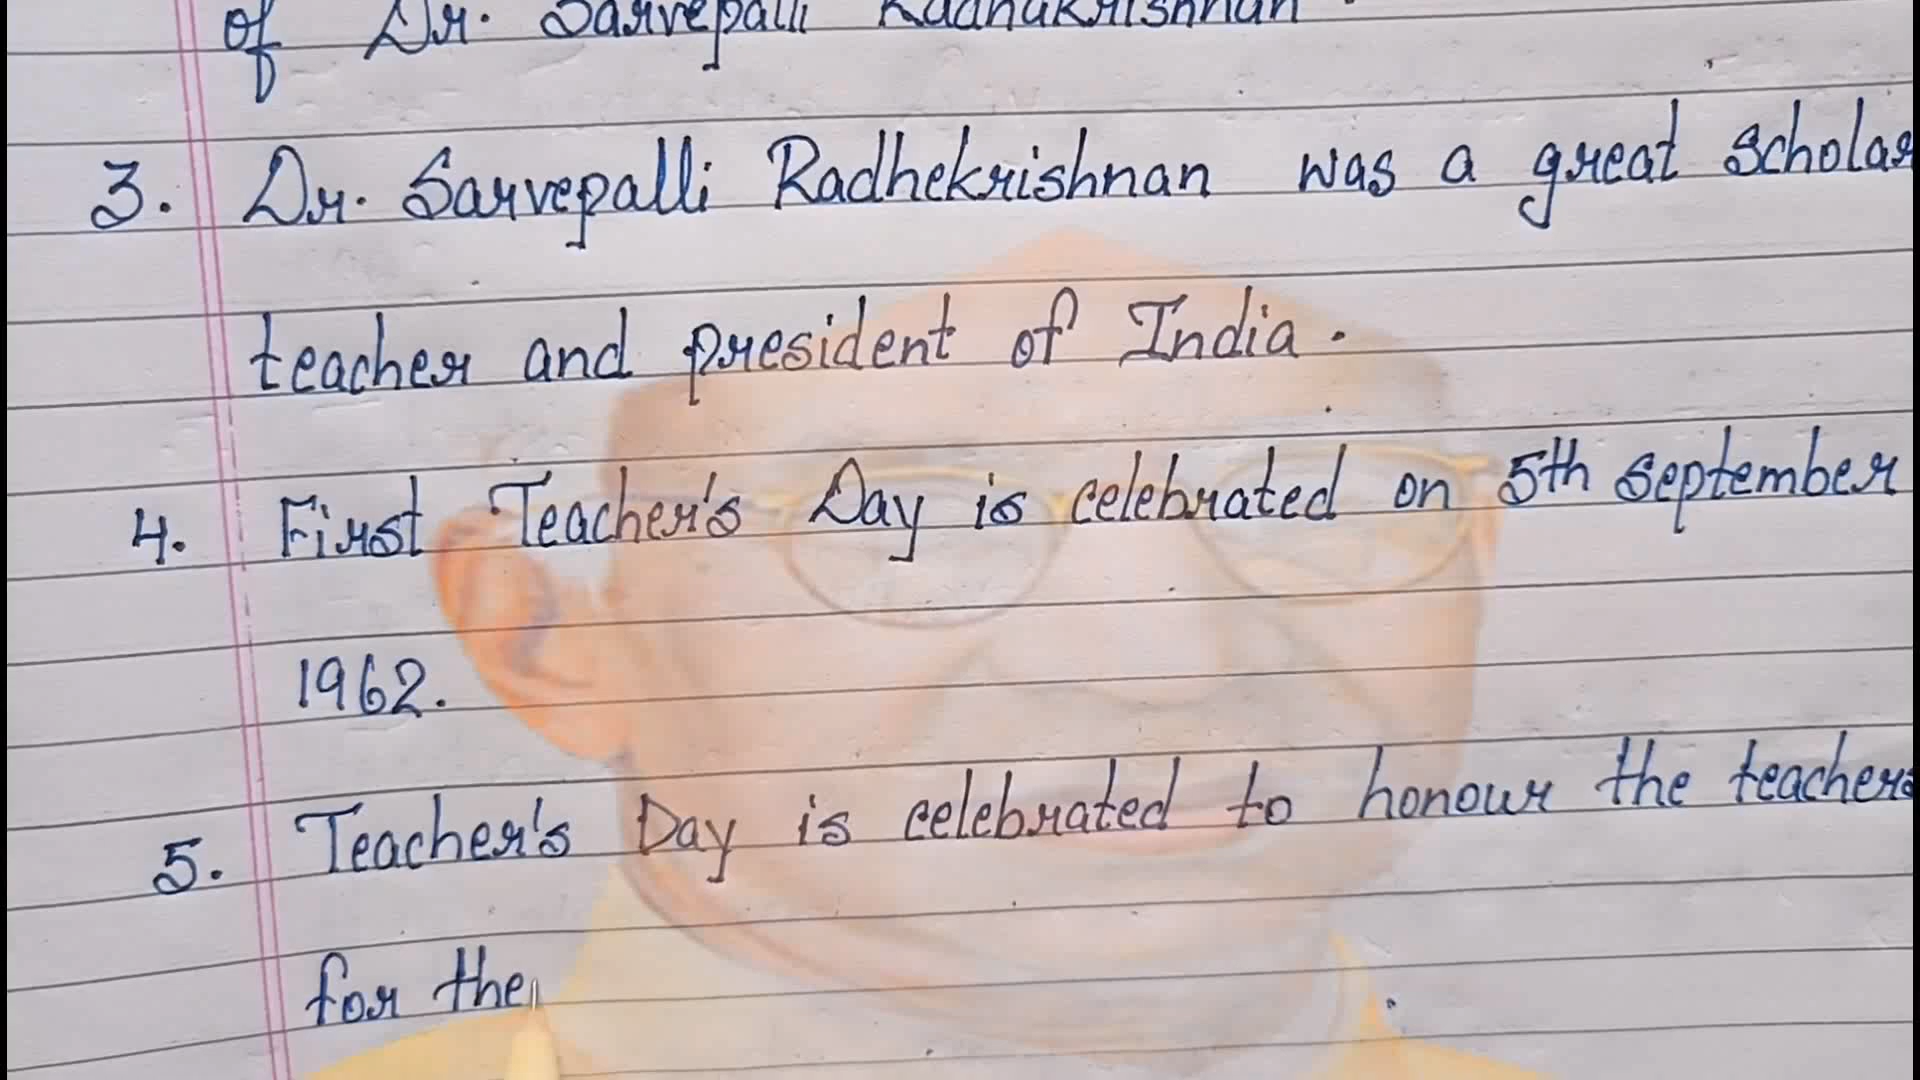 of Dr. Sarvepalli Radhakrishnan.
3. Dr. Sarvepalli Radhekrishnan was a great scholar
teacher and president of India.
4. First Teacher's Day is celebrated on 5th September
1962.
5. Teacher's Day is celebrated to honour the teachers
for the